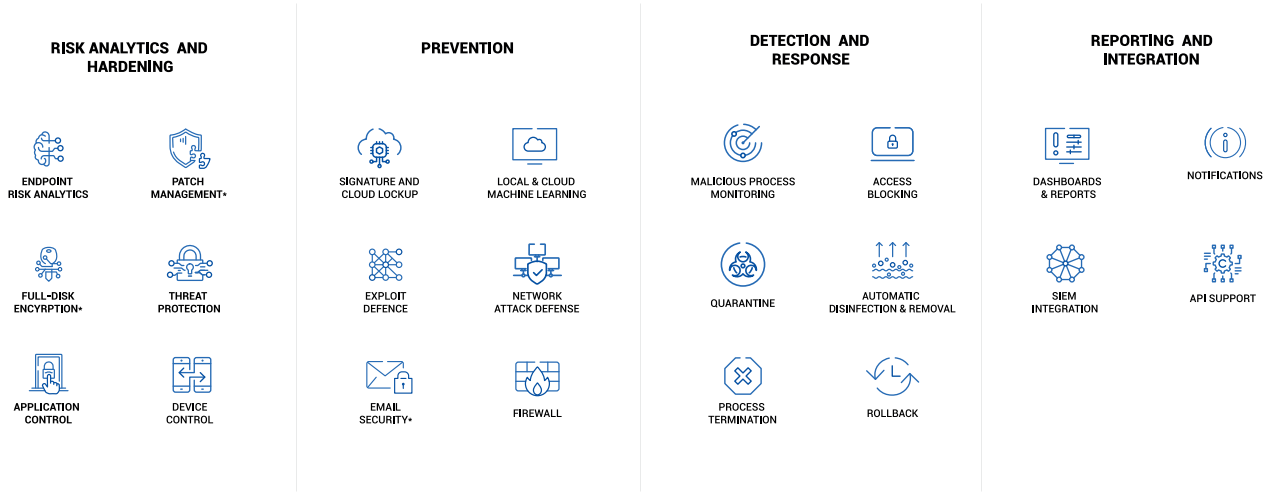 RISK ANALYTICS AND
HARDENING
ENDPOINT
RISK ANALYTICS
PATCH
MANAGEMENT*
FULL-DISK
ENCYRPTION*
THREAT
PROTECTION
APPLICATION
CONTROL
DEVICE
CONTROL
PREVENTION
SIGNATURE AND
CLOUD LOCKUP
LOCAL & CLOUD
MACHINE LEARNING
EXPLOIT
DEFENCE
NETWORK
ATTACK DEFENSE
EMAIL
SECURITY*
FIREWALL
DETECTION AND
RESPONSE
MALICIOUS PROCESS
MONITORING
ACCESS
BLOCKING
QUARANTINE
AUTOMATIC
DISINFECTION & REMOVAL
PROCESS
TERMINATION
ROLLBACK
REPORTING AND
INTEGRATION
DASHBOARDS
& REPORTS
NOTIFICATIONS
SIEM
INTEGRATION
API SUPPORT